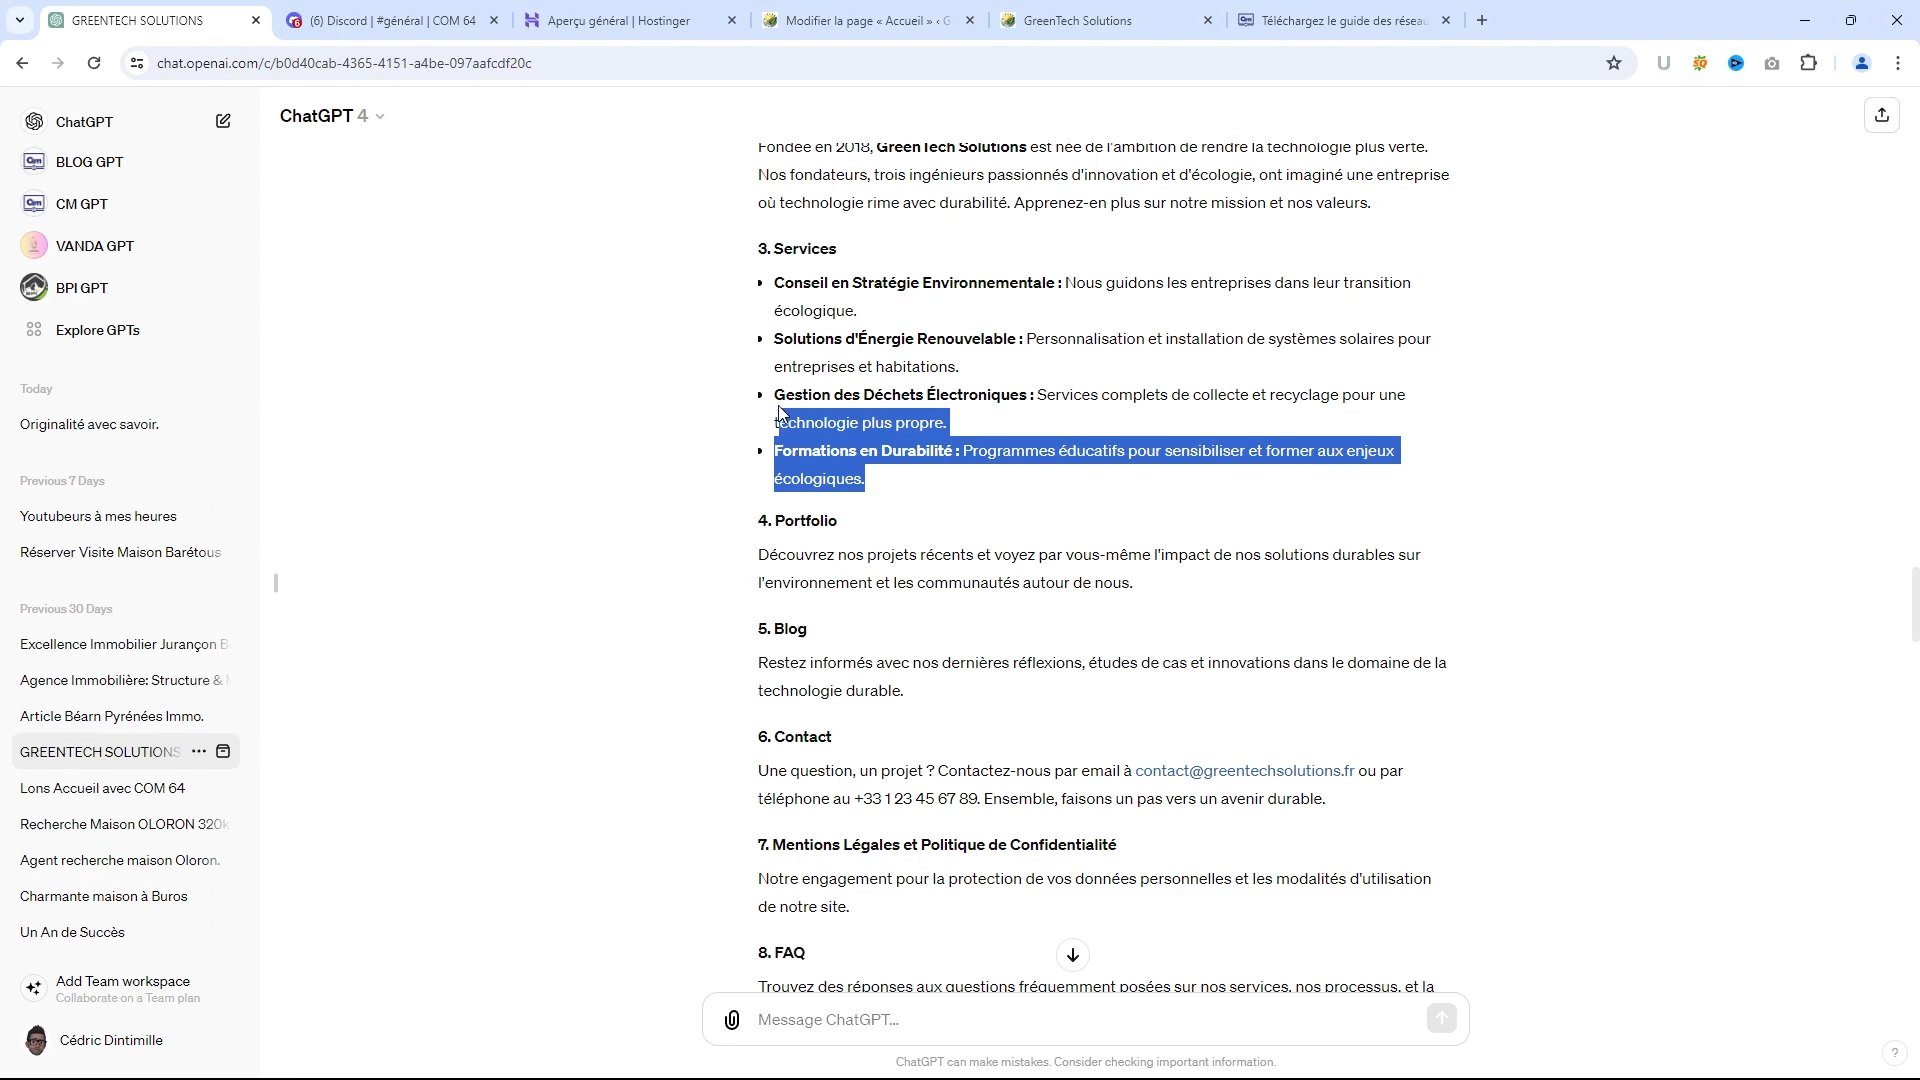 GREENTECH SOLUTIONS
(6) Discord | #général | COM 64
Aperçu général | Hostinger
Modifier la page « Accueil » ‹ G
GreenTech Solutions
Téléchargez le guide des réseau
chat.openai.com/c/b0d40cab-4365-4151-a4be-097aafcdf20c
ChatGPT
BLOG GPT
CM GPT
VANDA GPT
BPI GPT
Explore GPTs
Today
Originalité avec savoir.
Previous 7 Days
Youtubeurs à mes heures
Réserver Visite Maison Barétous
Previous 30 Days
Excellence Immobilier Jurançon B
Agence Immobilière: Structure &
Article Béarn Pyrénées Immo.
GREENTECH SOLUTIONS
Lons Accueil avec COM 64
Recherche Maison OLORON 320k
Agent recherche maison Oloron.
Charmante maison à Buros
Un An de Succès
Add Team workspace
Collaborate on a Team plan
Cédric Dintimille
ChatGPT 4
Fondée en 2018, GreenTech Solutions est née de l'ambition de rendre la technologie plus verte.
Nos fondateurs, trois ingénieurs passionnés d'innovation et d'écologie, ont imaginé une entreprise
où technologie rime avec durabilité. Apprenez-en plus sur notre mission et nos valeurs.
3. Services
• Conseil en Stratégie Environnementale : Nous guidons les entreprises dans leur transition
écologique.
• Solutions d'Énergie Renouvelable : Personnalisation et installation de systèmes solaires pour
entreprises et habitations.
• Gestion des Déchets Électroniques : Services complets de collecte et recyclage pour une
technologie plus propre.
• Formations en Durabilité : Programmes éducatifs pour sensibiliser et former aux enjeux
écologiques.
4. Portfolio
Découvrez nos projets récents et voyez par vous-même l'impact de nos solutions durables sur
l'environnement et les communautés autour de nous.
5. Blog
Restez informés avec nos dernières réflexions, études de cas et innovations dans le domaine de la
technologie durable.
6. Contact
Une question, un projet ? Contactez-nous par email à contact@greentechsolutions.fr ou par
téléphone au +33 1 23 45 67 89. Ensemble, faisons un pas vers un avenir durable.
7. Mentions Légales et Politique de Confidentialité
Notre engagement pour la protection de vos données personnelles et les modalités d'utilisation
de notre site.
8. FAQ
Trouvez des réponses aux questions fréquemment posées sur nos services, nos processus, et la
Message ChatGPT...
ChatGPT can make mistakes. Consider checking important information.
?